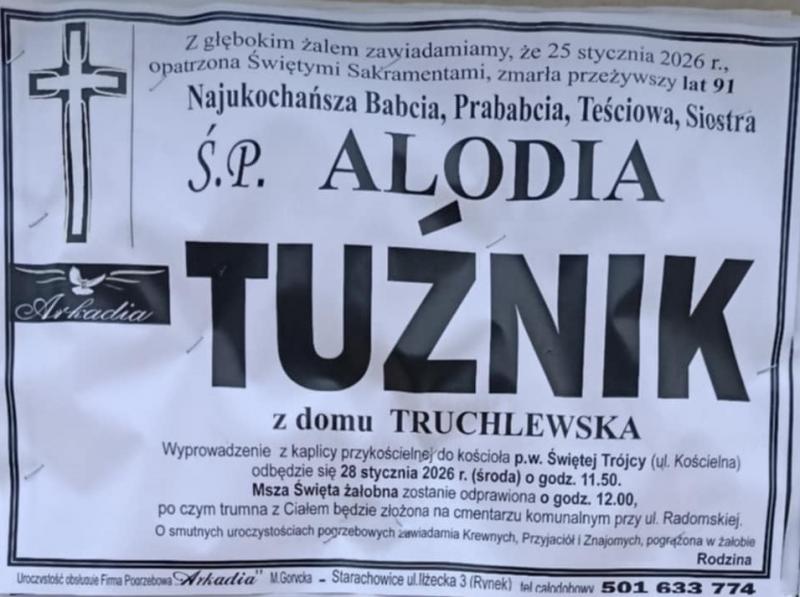 Z głębokim żalem zawiadamiamy, że 25 stycznia 2026 r.,
opatrzona Świętymi Sakramentami, zmarła przeżywszy lat 91
Najukochańsza Babcia, Prababcia, Teściowa, Siostra
Ś.P. ALODIA
TUŹNIK
Arkadia
z domu TRUCHLEWSKA
Wyprowadzenie z kaplicy przykościelnej do kościoła p.w. Świętej Trójcy (ul. Kościelna)
odbędzie się 28 stycznia 2026 r. (środa) o godz. 11.50.
Msza Święta żałobna zostanie odprawiona o godz. 12.00,
po czym trumna z Ciałem będzie złożona na cmentarzu komunalnym przy ul. Radomskiej.
O smutnych uroczystościach pogrzebowych zawiadamia Krewnych, Przyjaciół i Znajomych, pogrążona w żałobie
Rodzina
Uroczystość obsługuje Firma Pogrzebowa "Arkadia" M.Gorycka – Starachowice ul.Iłżecka 3 (Rynek) tel.całodobowy 501 633 774